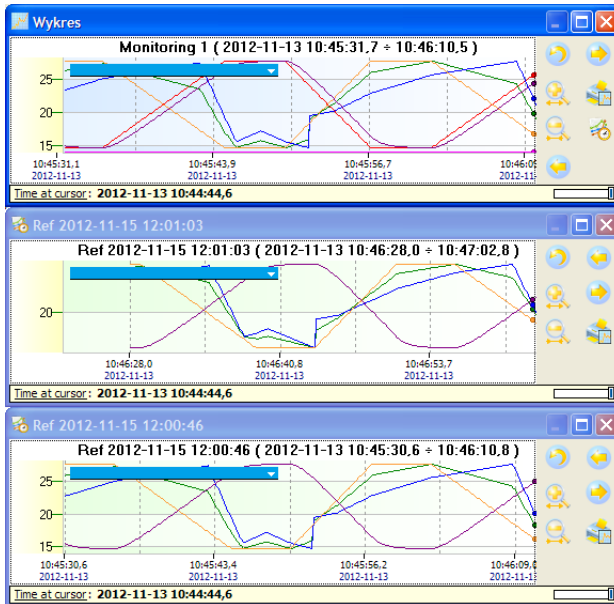 Wykres
Monitoring 1 ( 2012-11-13 10:45:31,7 ÷ 10:46:10,5 )
25
20
15
10:45:31,1 10:45:43,9 10:45:56,7 10:46:09
2012-11-13 2012-11-13 2012-11-13 2012-11-13
Time at cursor: 2012-11-13 10:44:44,6
Ref 2012-11-15 12:01:03
Ref 2012-11-15 12:01:03 ( 2012-11-13 10:46:28,0 ÷ 10:47:02,8 )
20
10:46:28,0 10:46:40,8 10:46:53,7
2012-11-13 2012-11-13 2012-11-13
Time at cursor: 2012-11-13 10:44:44,6
Ref 2012-11-15 12:00:46
Ref 2012-11-15 12:00:46 ( 2012-11-13 10:45:30,6 ÷ 10:46:10,8 )
25
20
15
10:45:30,6 10:45:43,4 10:45:56,2 10:46:09,0
2012-11-13 2012-11-13 2012-11-13 2012-11-13
Time at cursor: 2012-11-13 10:44:44,6